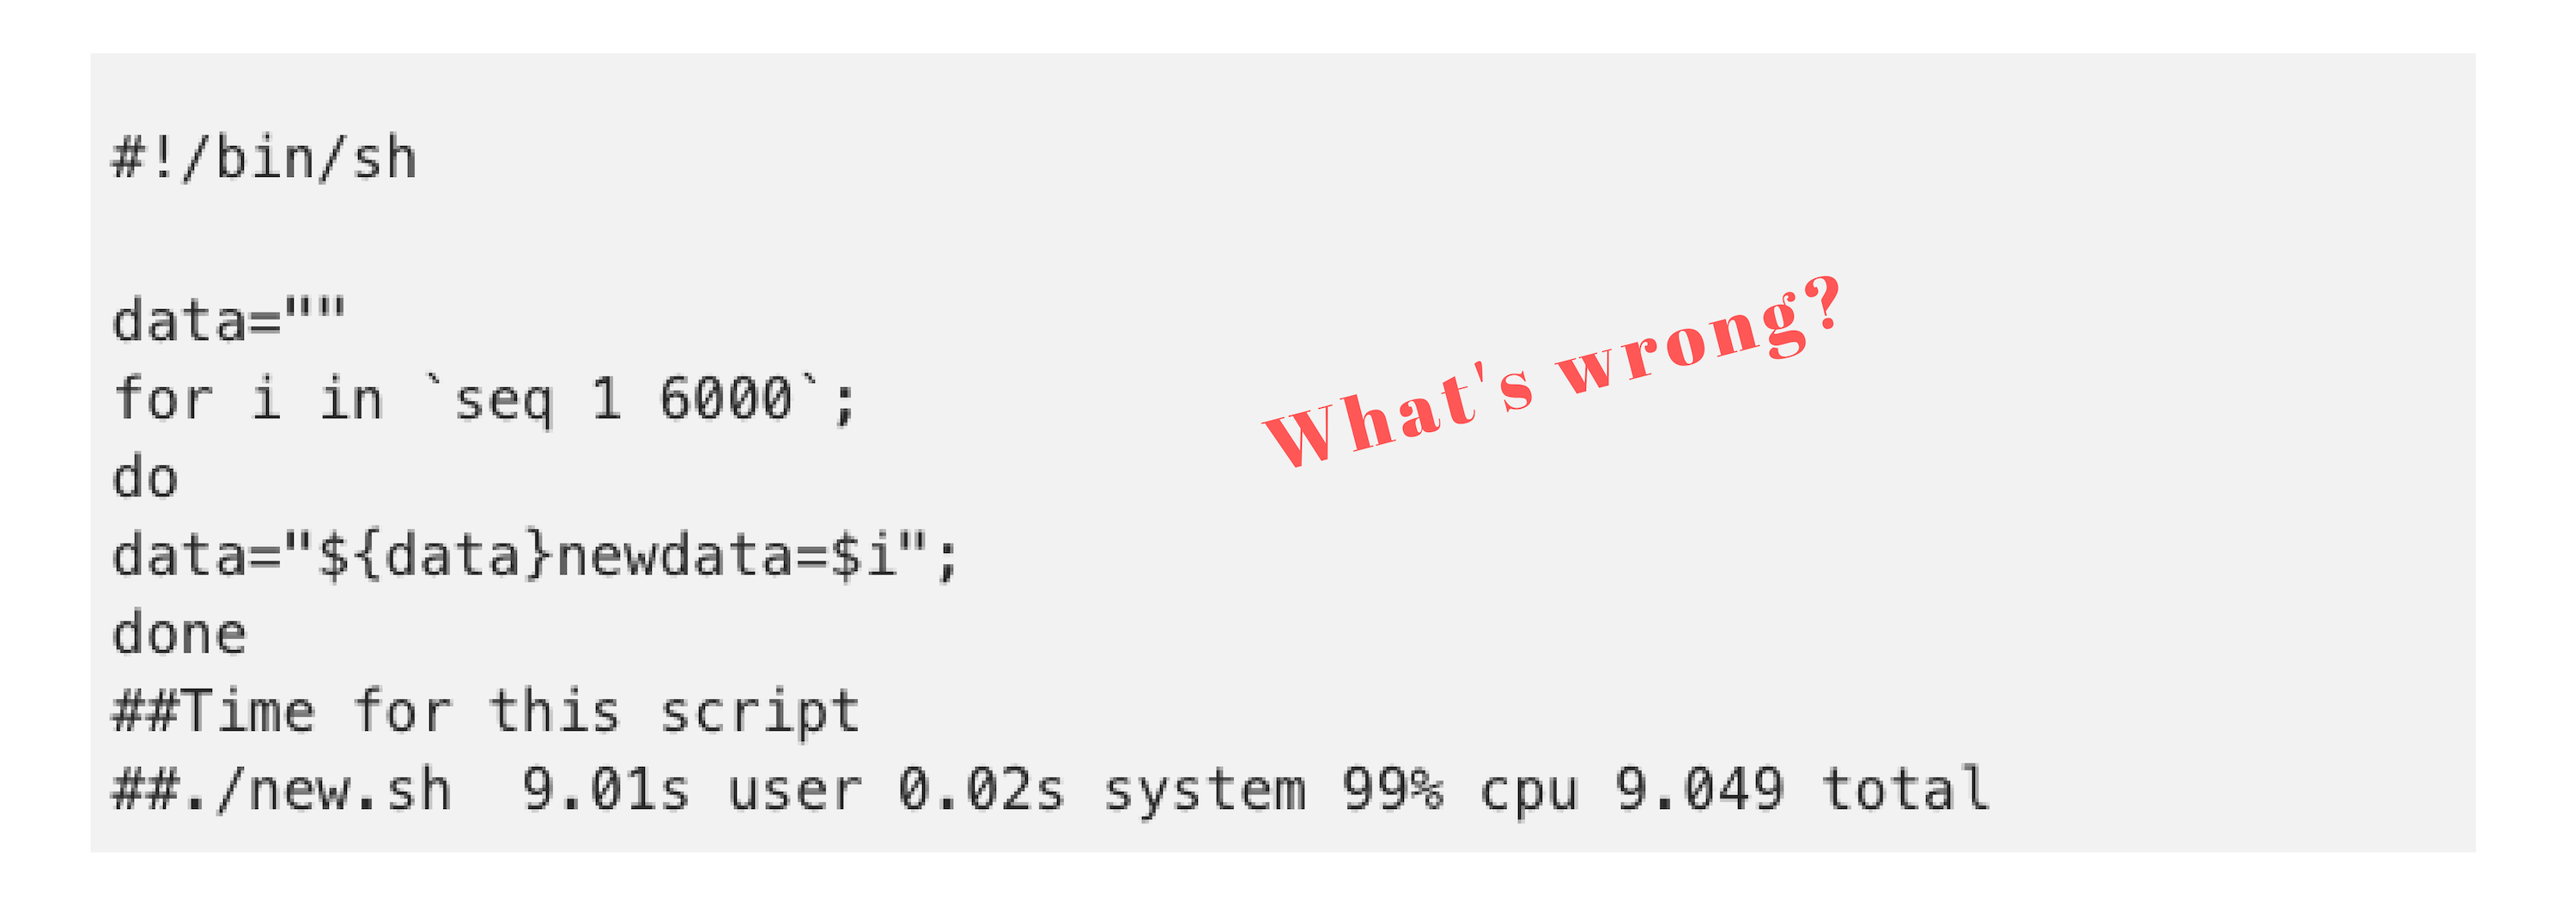 #!/bin/sh
data=""
for i in `seq 1 6000`;
do
data="${data}newdata=$i";
done
##Time for this script
##./new.sh  9.01s user 0.02s system 99% cpu 9.049 total
What's wrong?